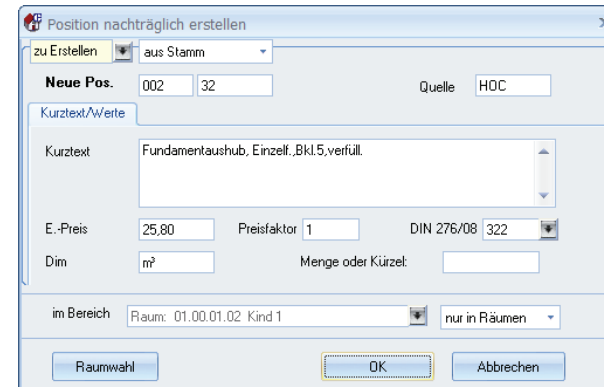 Position nachträglich erstellen
zu Erstellen aus Stamm
Neue Pos. 002 32 Quelle HOC
Kurztext/Werte
Kurztext Fundamentaushub, Einzelf.,Bkl.5,verfüll.
E.-Preis 25,80 Preisfaktor 1 DIN 276/08 322
Dim m³ Menge oder Kürzel:
im Bereich Raum: 01.00.01.02 Kind 1 nur in Räumen
Raumwahl OK Abbrechen